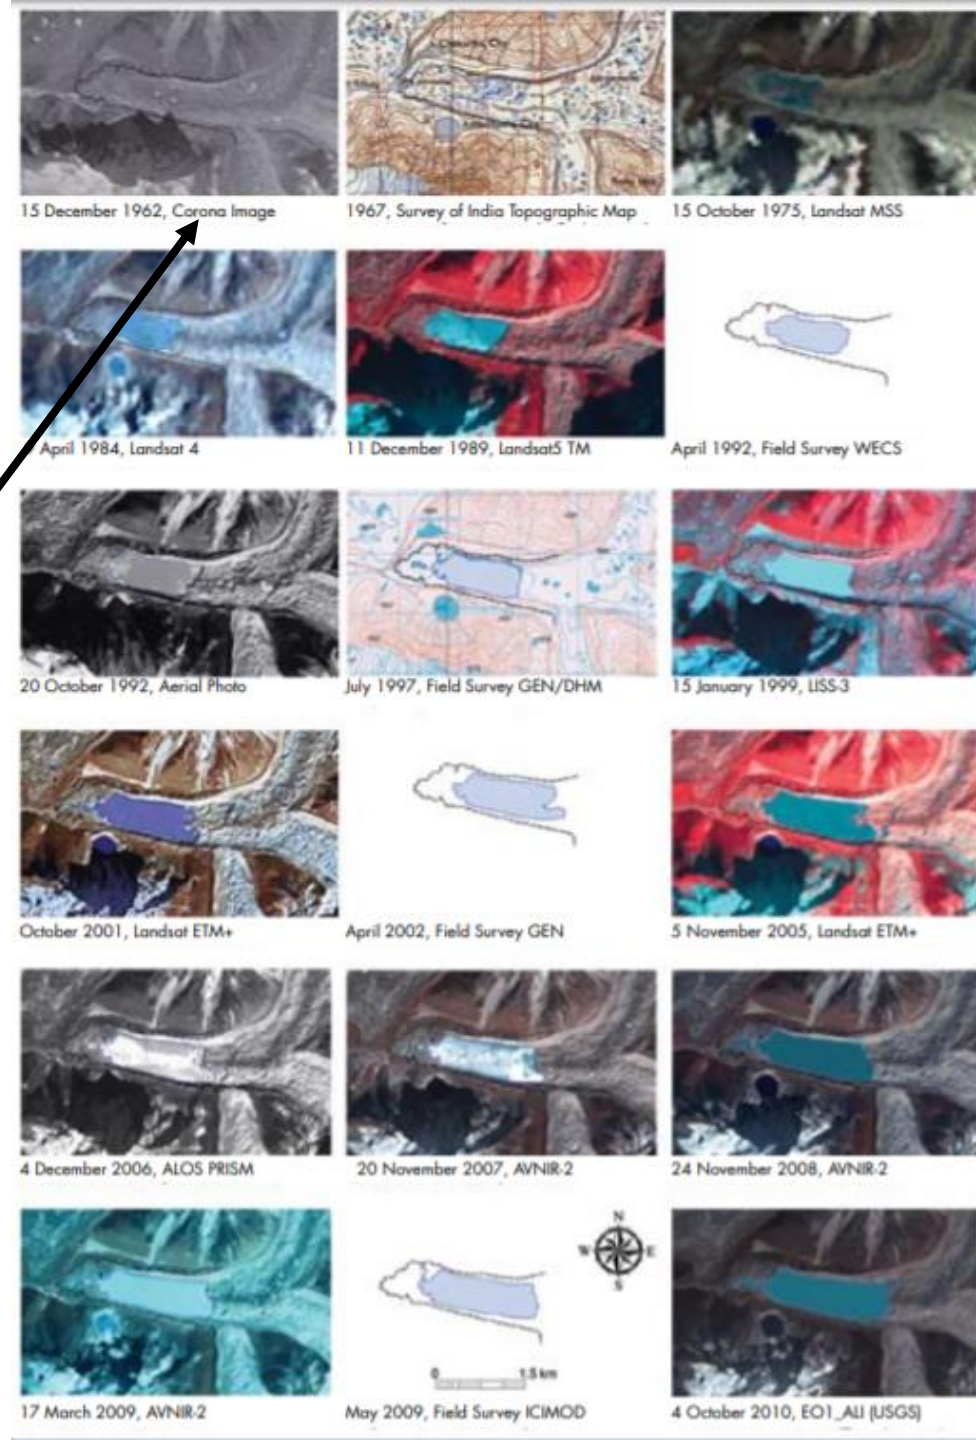 15 December 1962, Corona Image
1967, Survey of India Topographic Map
15 October 1975, Landsat MSS
April 1984, Landsat 4
11 December 1989, Landsat5 TM
April 1992, Field Survey WECS
20 October 1992, Aerial Photo
July 1997, Field Survey GEN/DHM
15 January 1999, LISS-3
October 2001, Landsat ETM+
April 2002, Field Survey GEN
5 November 2005, Landsat ETM+
4 December 2006, ALOS PRISM
20 November 2007, AVNIR-2
24 November 2008, AVNIR-2
N
W E
S
0 1.5 km
17 March 2009, AVNIR-2
May 2009, Field Survey ICIMOD
4 October 2010, EO1_ALI (USGS)